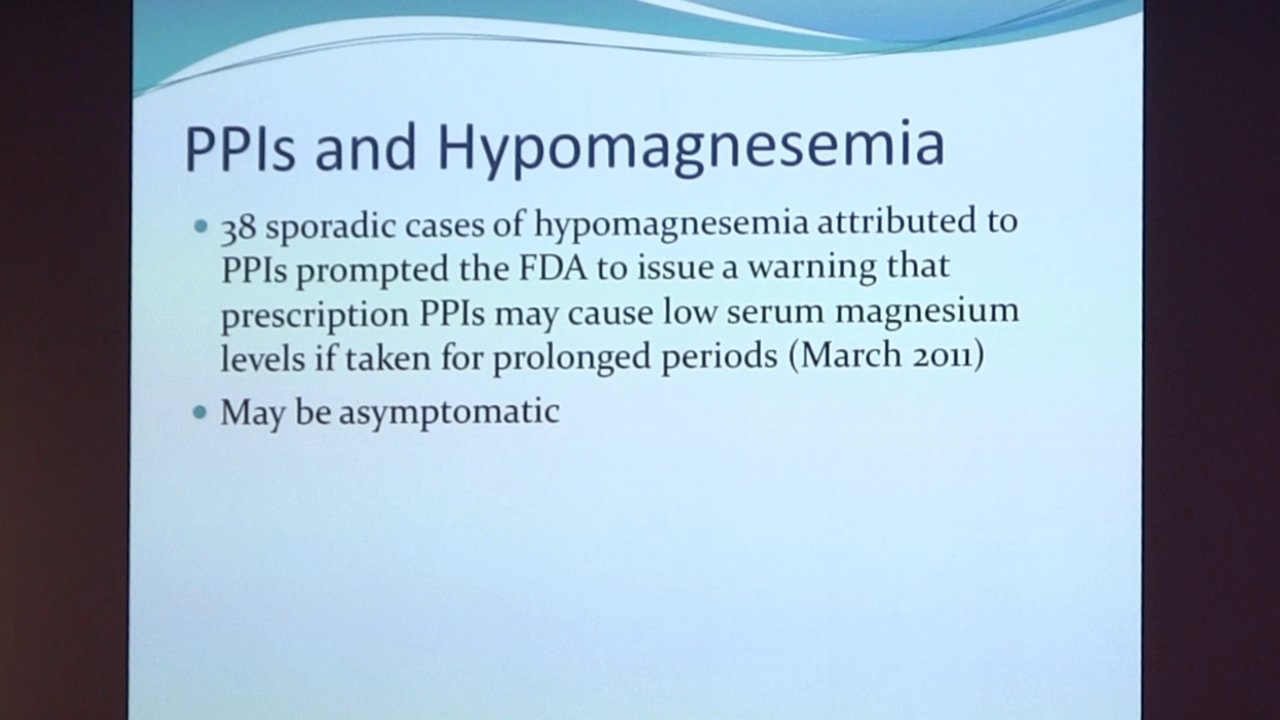 PPIs and Hypomagnesemia
• 38 sporadic cases of hypomagnesemia attributed to
PPIs prompted the FDA to issue a warning that
prescription PPIs may cause low serum magnesium
levels if taken for prolonged periods (March 2011)
• May be asymptomatic